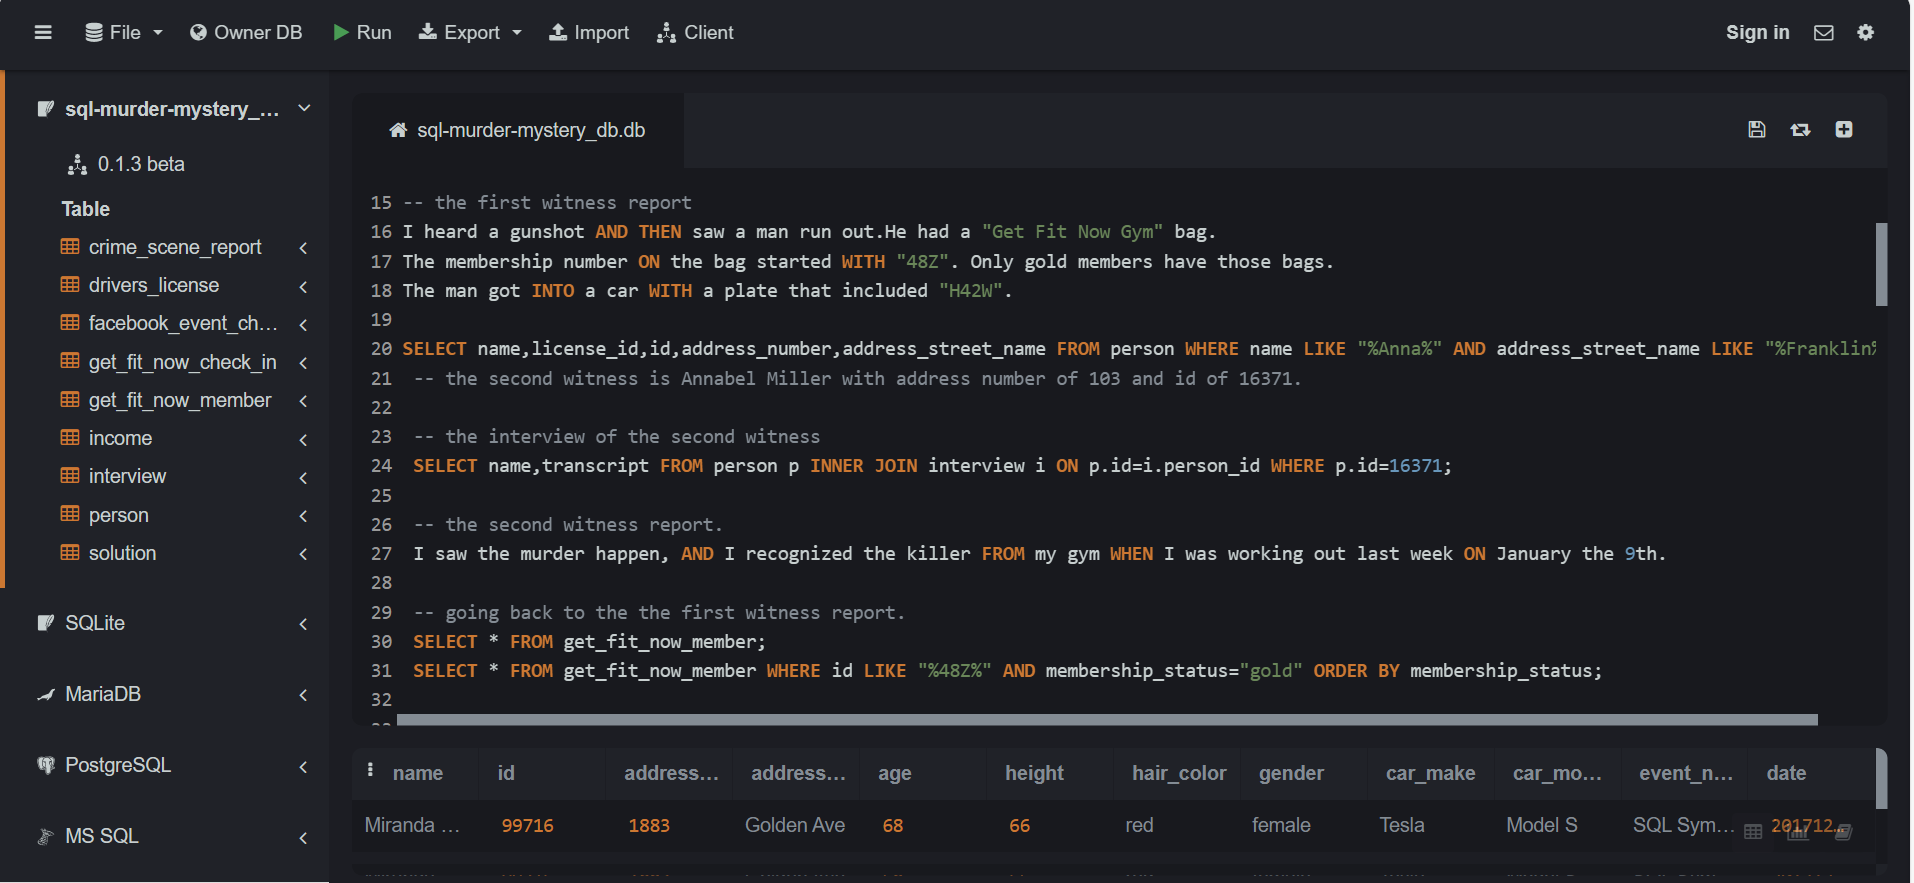 File Owner DB Run Export Import Client Sign in
sql-murder-mystery_...
0.1.3 beta
Table
crime_scene_report
drivers_license
facebook_event_ch...
get_fit_now_check_in
get_fit_now_member
income
interview
person
solution
SQLite
MariaDB
PostgreSQL
MS SQL
sql-murder-mystery_db.db
15 -- the first witness report
16 I heard a gunshot AND THEN saw a man run out.He had a "Get Fit Now Gym" bag.
17 The membership number ON the bag started WITH "48Z". Only gold members have those bags.
18 The man got INTO a car WITH a plate that included "H42W".
19
20 SELECT name,license_id,id,address_number,address_street_name FROM person WHERE name LIKE "%Anna%" AND address_street_name LIKE "%Franklin%
21 -- the second witness is Annabel Miller with address number of 103 and id of 16371.
22
23 -- the interview of the second witness
24 SELECT name,transcript FROM person p INNER JOIN interview i ON p.id=i.person_id WHERE p.id=16371;
25
26 -- the second witness report.
27 I saw the murder happen, AND I recognized the killer FROM my gym WHEN I was working out last week ON January the 9th.
28
29 -- going back to the the first witness report.
30 SELECT * FROM get_fit_now_member;
31 SELECT * FROM get_fit_now_member WHERE id LIKE "%48Z%" AND membership_status="gold" ORDER BY membership_status;
32
name id address... address... age height hair_color gender car_make car_mo... event_n... date
Miranda ... 99716 1883 Golden Ave 68 66 red female Tesla Model S SQL Sym... 201712...